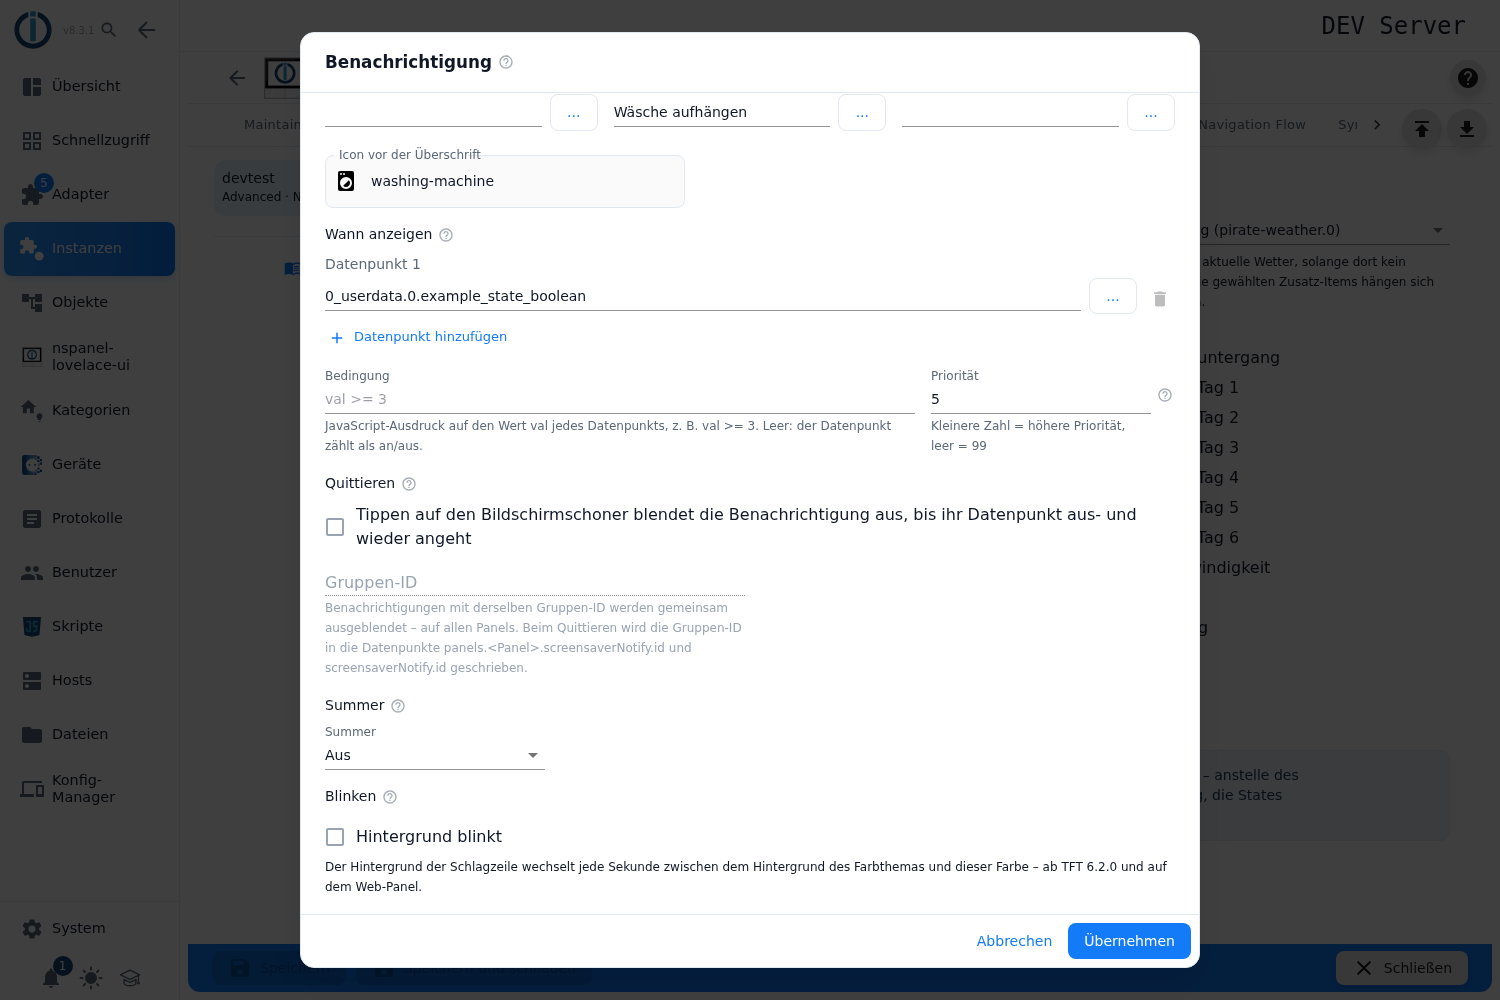 v8.3.1
DEV Server
Übersicht
Schnellzugriff
5
Adapter
Instanzen
Objekte
nspanel-
lovelace-ui
Kategorien
Geräte
Protokolle
Benutzer
Skripte
Hosts
Dateien
Konfig-
Manager
System
1
devtest
Advanced · N
Navigation Flow
g (pirate-weather.0)
aktuelle Wetter, solange dort kein
e gewählten Zusatz-Items hängen sich
untergang
Tag 1
Tag 2
Tag 3
Tag 4
Tag 5
Tag 6
indigkeit
g
– anstelle des
g, die States
Schließen
Benachrichtigung
...
Wäsche aufhängen
...
...
Icon vor der Überschrift
washing-machine
Wann anzeigen
Datenpunkt 1
0_userdata.0.example_state_boolean
...
Datenpunkt hinzufügen
Bedingung
val >= 3
JavaScript-Ausdruck auf den Wert val jedes Datenpunkts, z. B. val >= 3. Leer: der Datenpunkt
zählt als an/aus.
Priorität
5
Kleinere Zahl = höhere Priorität,
leer = 99
Quittieren
Tippen auf den Bildschirmschoner blendet die Benachrichtigung aus, bis ihr Datenpunkt aus- und
wieder angeht
Gruppen-ID
Benachrichtigungen mit derselben Gruppen-ID werden gemeinsam
ausgeblendet – auf allen Panels. Beim Quittieren wird die Gruppen-ID
in die Datenpunkte panels.<Panel>.screensaverNotify.id und
screensaverNotify.id geschrieben.
Summer
Summer
Aus
Blinken
Hintergrund blinkt
Der Hintergrund der Schlagzeile wechselt jede Sekunde zwischen dem Hintergrund des Farbthemas und dieser Farbe – ab TFT 6.2.0 und auf
dem Web-Panel.
Abbrechen
Übernehmen